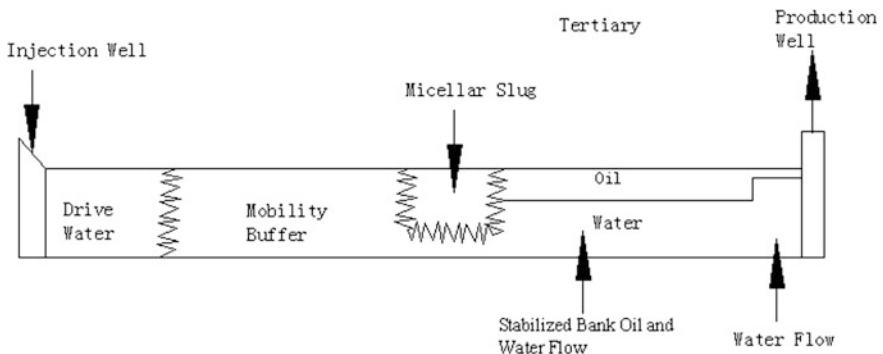 Tertiary
Production
Well
Injection Well
Micellar Slug
Oil
Drive
Water
Mobility
Buffer
Water
Stabilized Bank Oil and
Water Flow
Water Flow